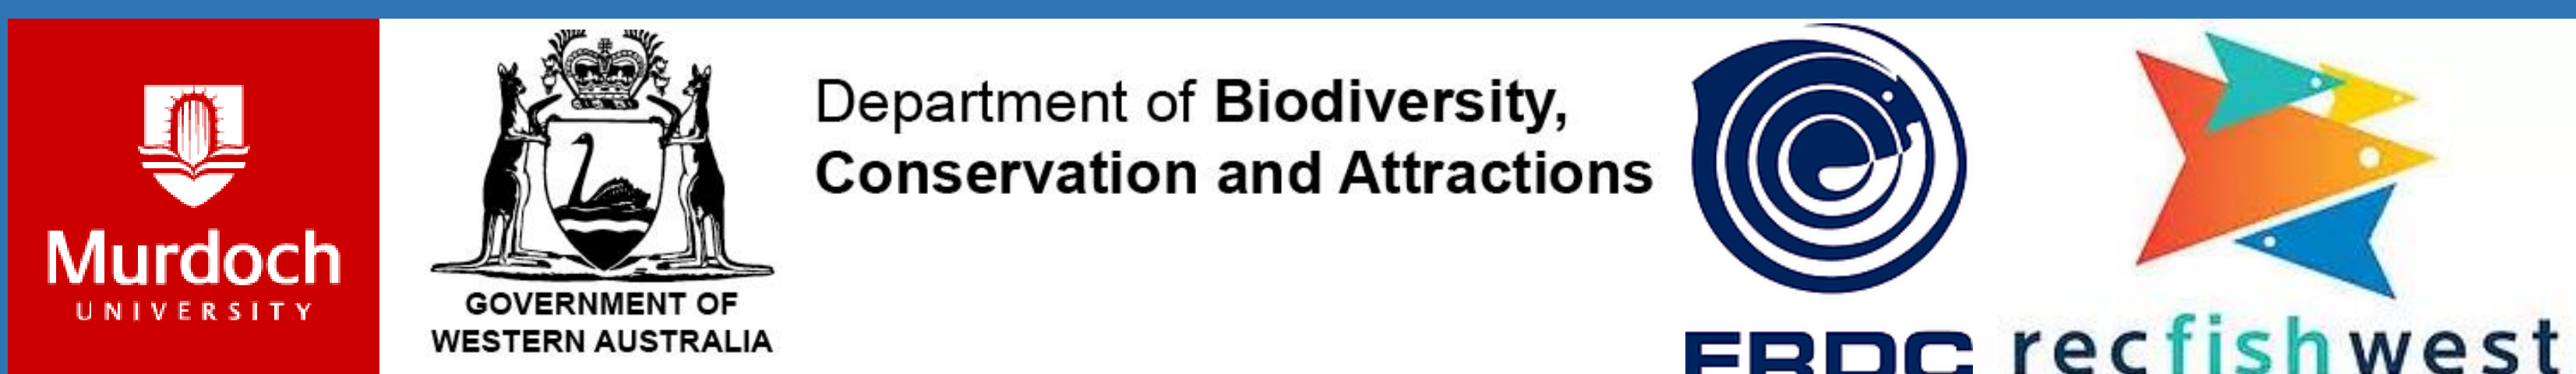 Murdoch
UNIVERSITY
GOVERNMENT OF
WESTERN AUSTRALIA
Department of Biodiversity,
Conservation and Attractions
FRDC
recfishwest